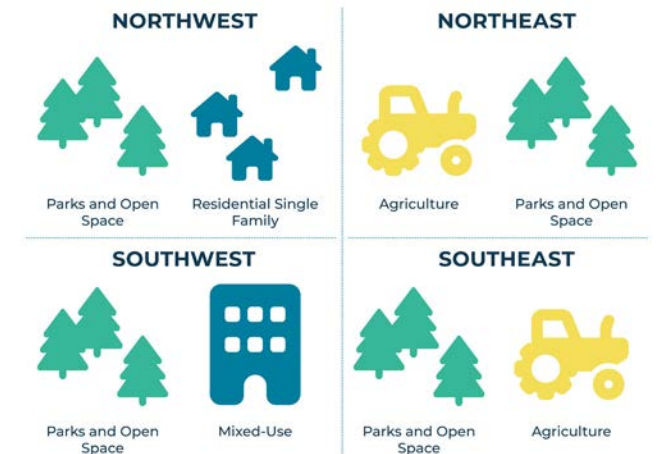 NORTHWEST
Parks and Open
Space
Residential Single
Family
NORTHEAST
Agriculture
Parks and Open
Space
SOUTHWEST
Parks and Open
Space
Mixed-Use
SOUTHEAST
Parks and Open
Space
Agriculture